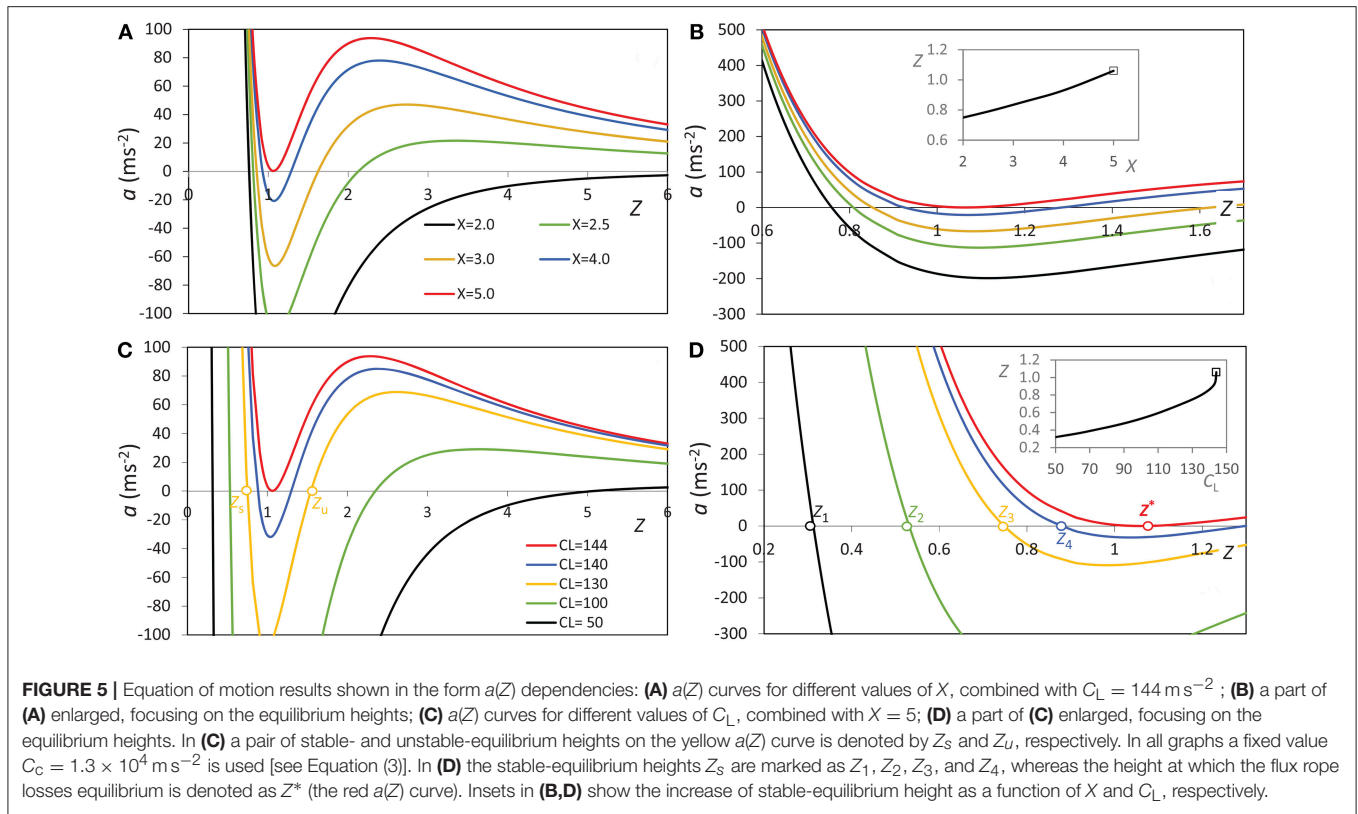 A
100
80
60
40
20
0
-20
-40
-60
-80
-100
a (ms⁻²)
0 1 2 3 4 5 6
Z
X=2.0 X=2.5
X=3.0 X=4.0
X=5.0
B
500
400
300
200
100
0
-100
-200
-300
a (ms⁻²)
0.6 0.8 1 1.2 1.4 1.6
Z
Z
1.2
1.0
0.8
0.6
2 3 4 5
X
C
100
80
60
40
20
0
-20
-40
-60
-80
-100
a (ms⁻²)
Zs Zu
0 1 2 3 4 5 6
Z
CL=144
CL=140
CL=130
CL=100
CL= 50
D
500
400
300
200
100
0
-100
-200
-300
a (ms⁻²)
Z1 Z2 Z3 Z4 Z*
0.2 0.4 0.6 0.8 1 1.2
Z
Z
1.2
1.0
0.8
0.6
0.4
0.2
50 70 90 110 130 150
CL
FIGURE 5 | Equation of motion results shown in the form a(Z) dependencies: (A) a(Z) curves for different values of X, combined with CL = 144 m s⁻² ; (B) a part of
(A) enlarged, focusing on the equilibrium heights; (C) a(Z) curves for different values of CL, combined with X = 5; (D) a part of (C) enlarged, focusing on the
equilibrium heights. In (C) a pair of stable- and unstable-equilibrium heights on the yellow a(Z) curve is denoted by Zs and Zu, respectively. In all graphs a fixed value
Cc = 1.3 × 10⁴ m s⁻² is used [see Equation (3)]. In (D) the stable-equilibrium heights Zs are marked as Z1, Z2, Z3, and Z4, whereas the height at which the flux rope
losses equilibrium is denoted as Z* (the red a(Z) curve). Insets in (B,D) show the increase of stable-equilibrium height as a function of X and CL, respectively.